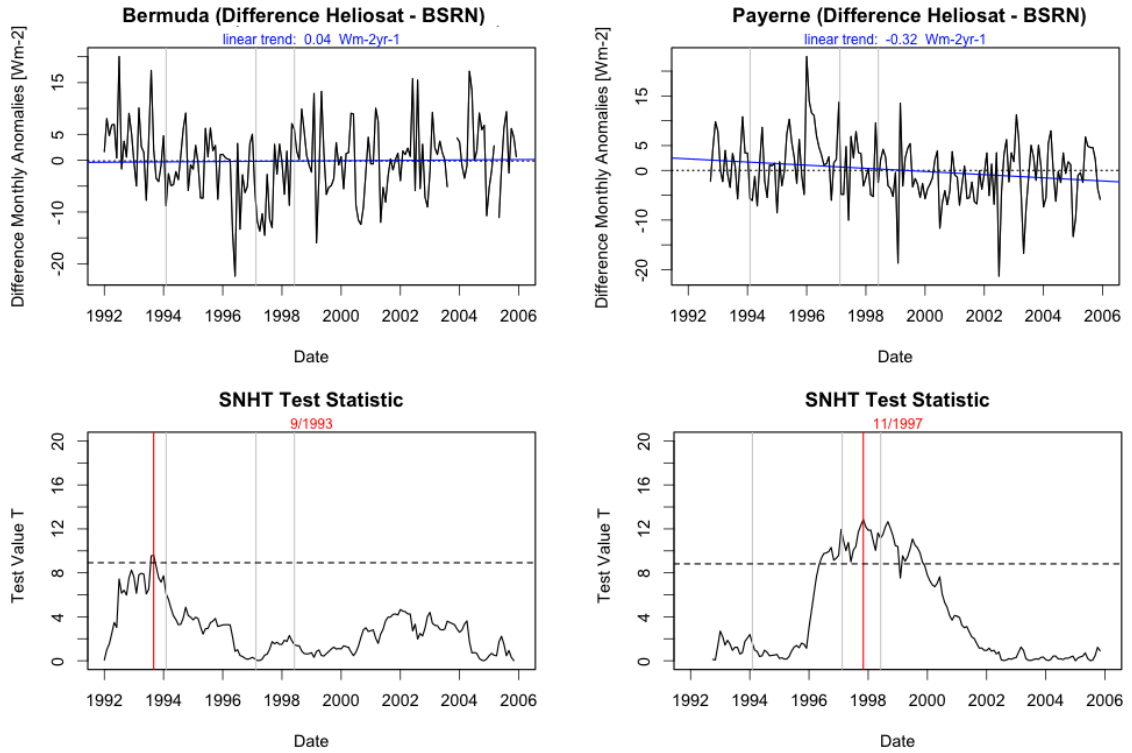 Bermuda (Difference Heliosat - BSRN)
linear trend:  0.04  Wm-2yr-1
Difference Monthly Anomalies [Wm-2]
15
5
0
-10
-20
1992 1994 1996 1998 2000 2002 2004 2006
Date
Payerne (Difference Heliosat - BSRN)
linear trend:  -0.32  Wm-2yr-1
Difference Monthly Anomalies [Wm-2]
15
5
0
-10
-20
1992 1994 1996 1998 2000 2002 2004 2006
Date
SNHT Test Statistic
9/1993
Test Value T
20
16
12
8
4
0
1992 1994 1996 1998 2000 2002 2004 2006
Date
SNHT Test Statistic
11/1997
Test Value T
20
16
12
8
4
0
1992 1994 1996 1998 2000 2002 2004 2006
Date